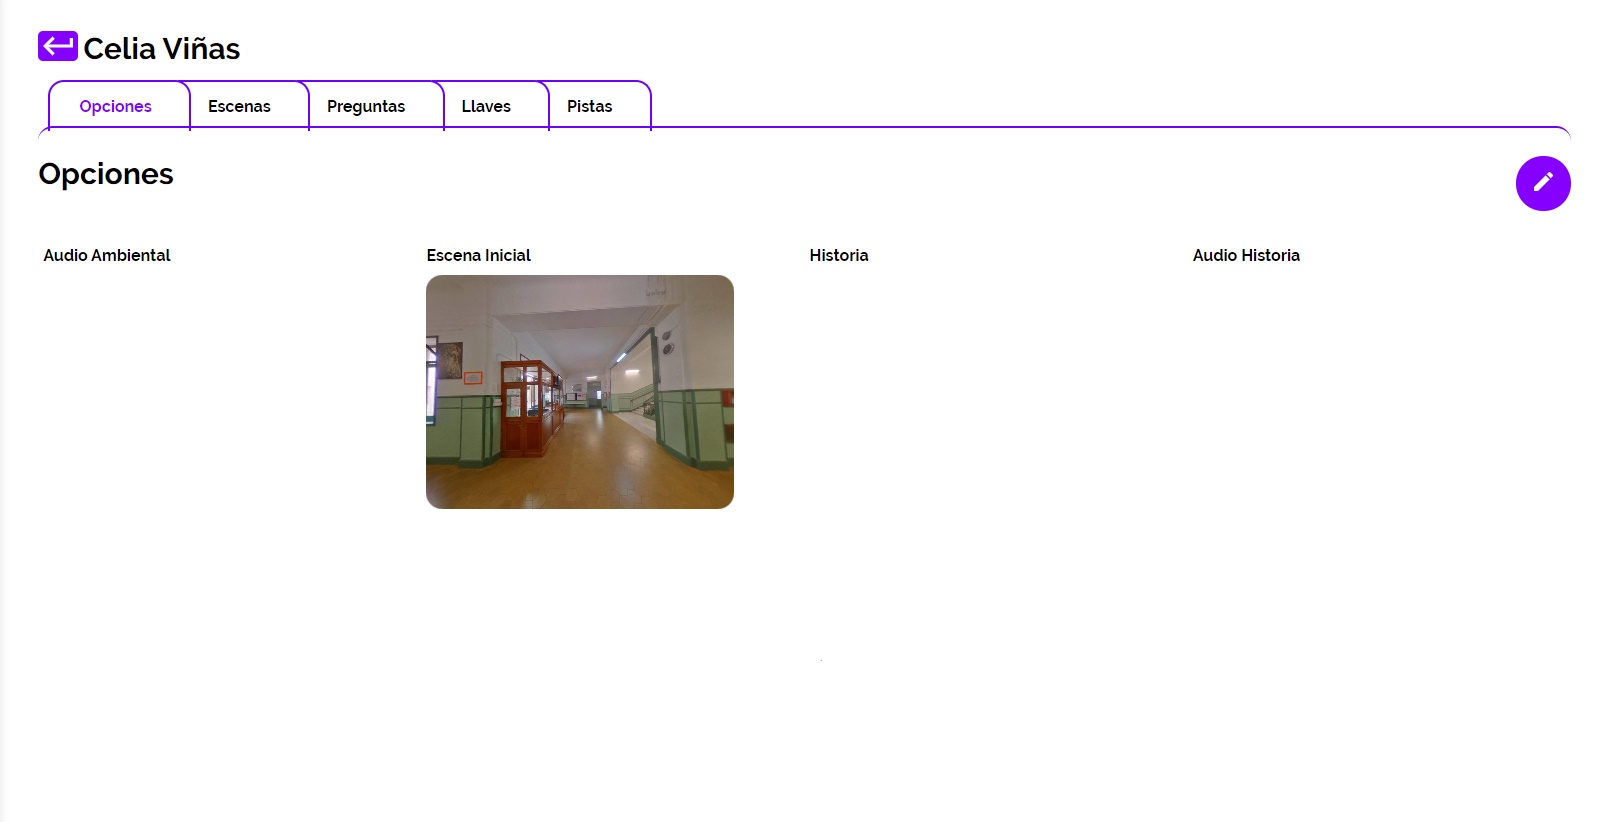 Celia Viñas
Opciones Escenas Preguntas Llaves Pistas
Opciones
Audio Ambiental Escena Inicial Historia Audio Historia